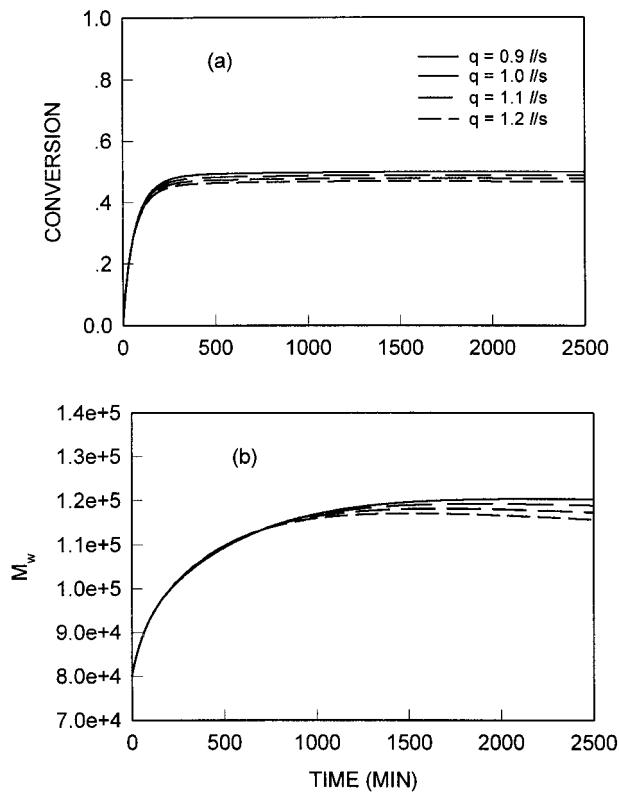 1.0
.8
.6
.4
.2
0.0
CONVERSION
(a)
q = 0.9 l/s
q = 1.0 l/s
q = 1.1 l/s
q = 1.2 l/s
0 500 1000 1500 2000 2500
1.4e+5
1.3e+5
1.2e+5
1.1e+5
1.0e+5
9.0e+4
8.0e+4
7.0e+4
Mw
(b)
0 500 1000 1500 2000 2500
TIME (MIN)